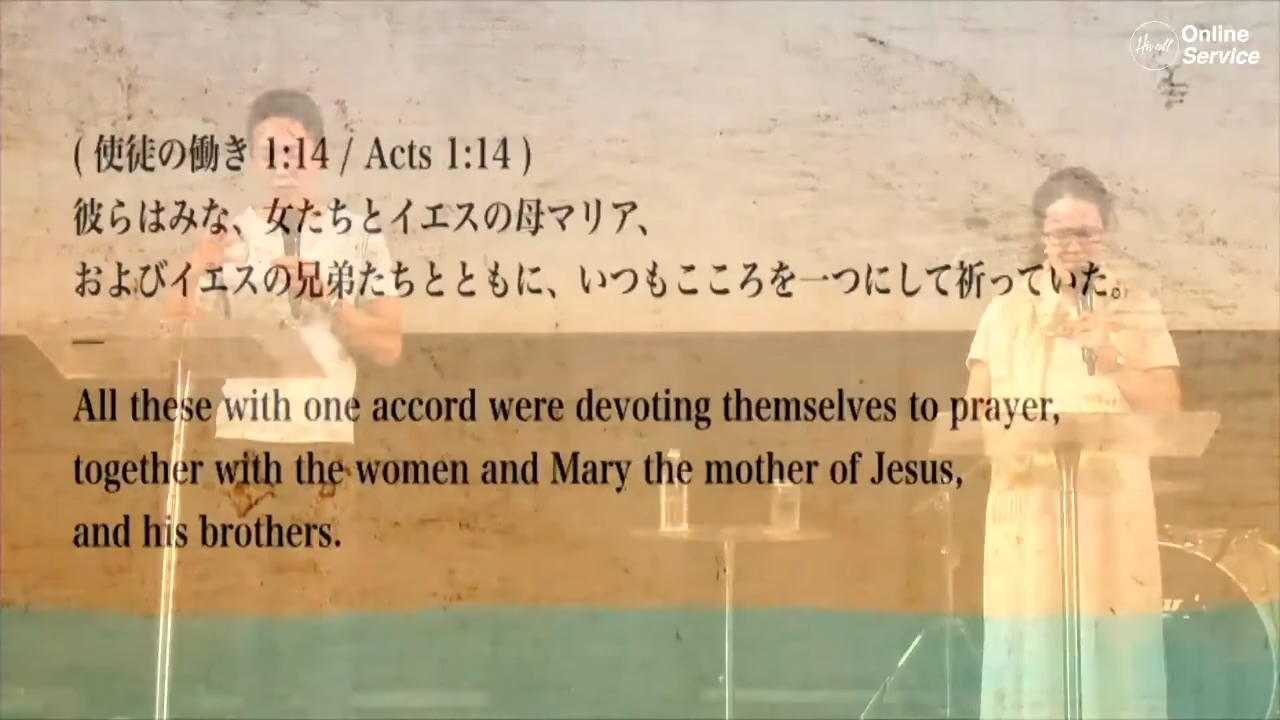 His call
Online
Service
( 使徒の働き 1:14 / Acts 1:14 )
彼らはみな、女たちとイエスの母マリア、
およびイエスの兄弟たちとともに、いつもこころを一つにして祈っていた。
—
All these with one accord were devoting themselves to prayer,
together with the women and Mary the mother of Jesus,
and his brothers.